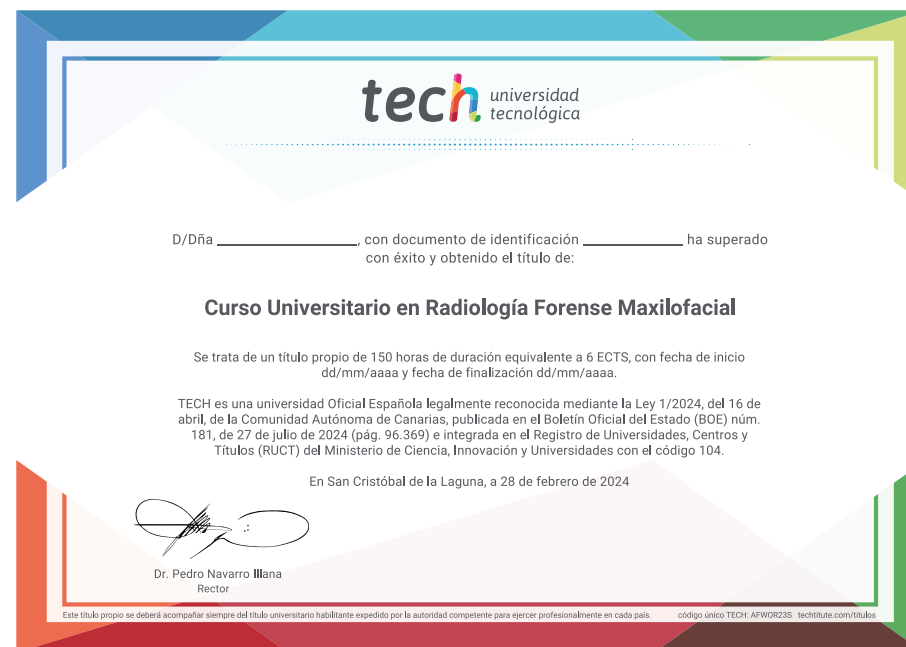 tech universidad
tecnológica
D/Dña ____________, con documento de identificación ____________ ha superado
con éxito y obtenido el título de:
Curso Universitario en Radiología Forense Maxilofacial
Se trata de un título propio de 150 horas de duración equivalente a 6 ECTS, con fecha de inicio
dd/mm/aaaa y fecha de finalización dd/mm/aaaa.
TECH es una universidad Oficial Española legalmente reconocida mediante la Ley 1/2024, del 16 de
abril, de la Comunidad Autónoma de Canarias, publicada en el Boletín Oficial del Estado (BOE) núm.
181, de 27 de julio de 2024 (pág. 96.369) e integrada en el Registro de Universidades, Centros y
Títulos (RUCT) del Ministerio de Ciencia, Innovación y Universidades con el código 104.
En San Cristóbal de la Laguna, a 28 de febrero de 2024
Dr. Pedro Navarro Illana
Rector
Este título propio se deberá acompañar siempre del título universitario habilitante expedido por la autoridad competente para ejercer profesionalmente en cada país. código único TECH: AFWOR23S techtitute.com/titulos